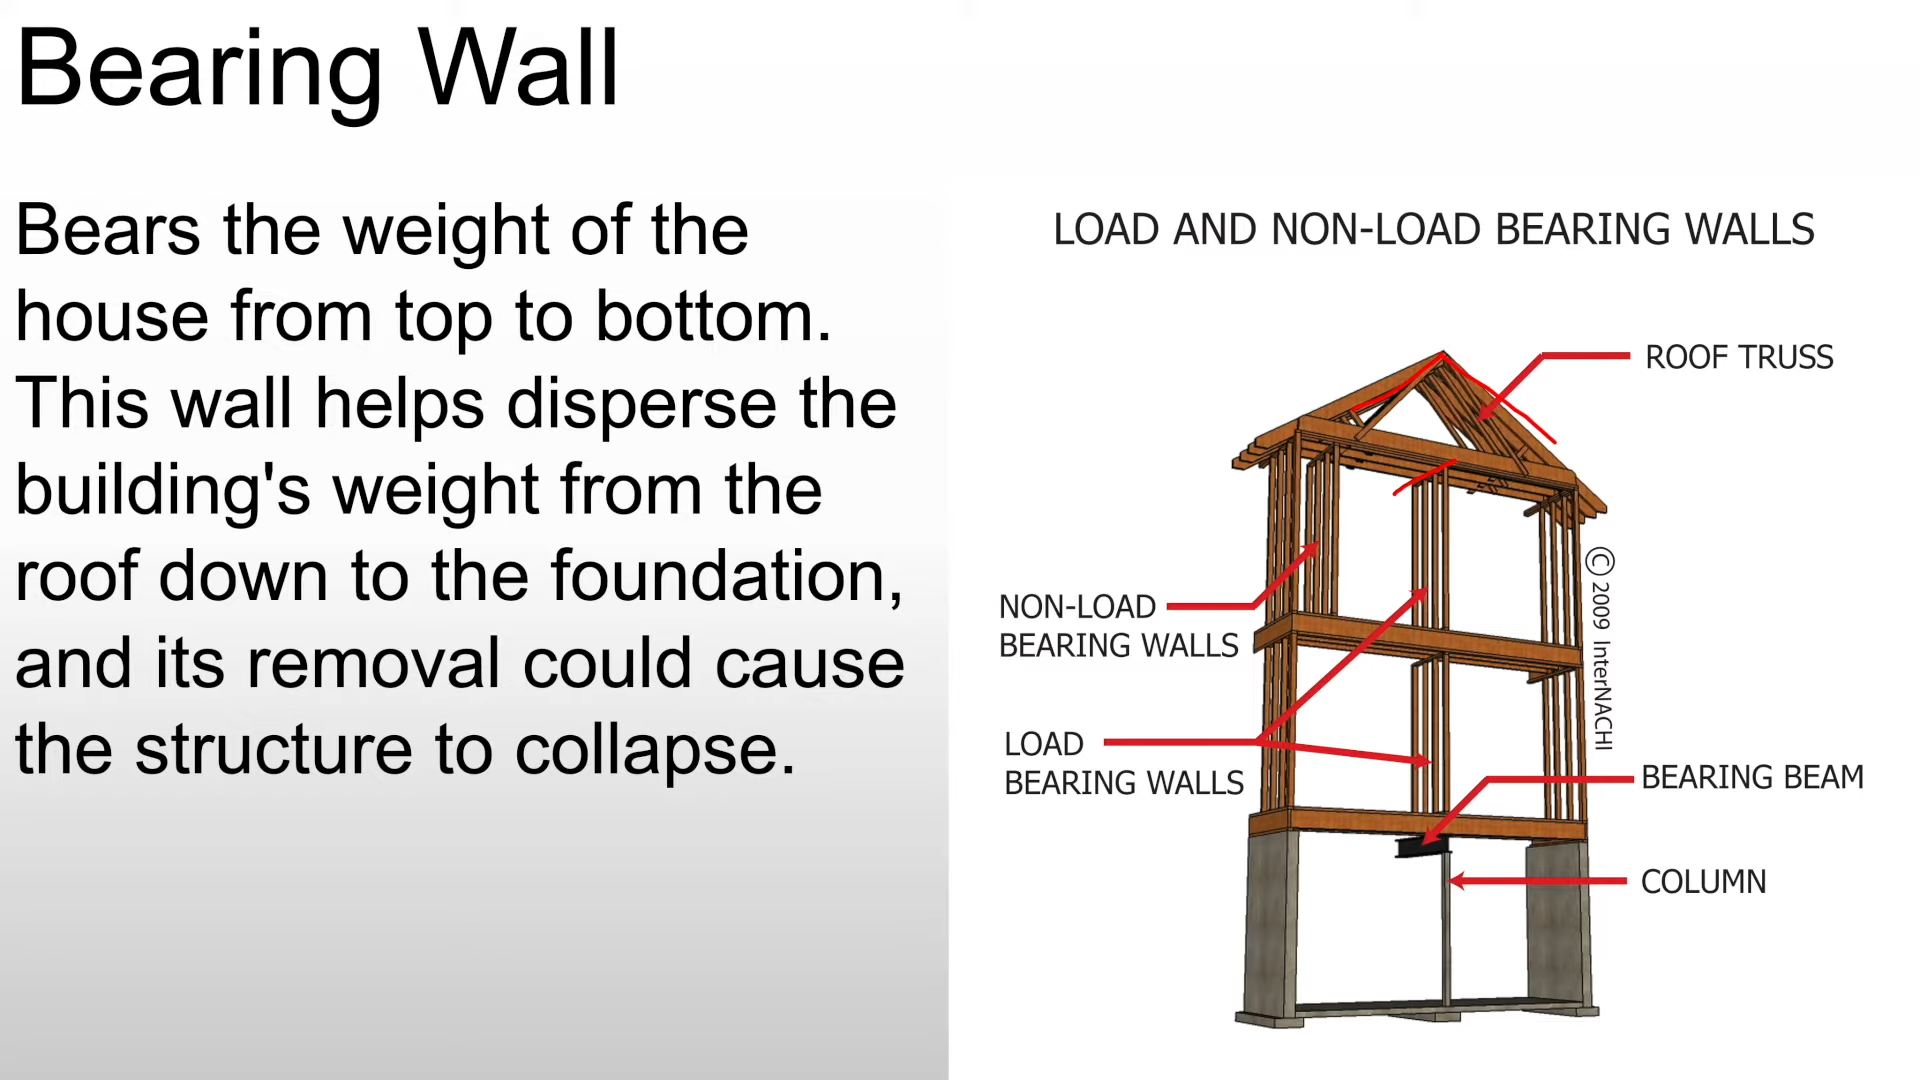 Bearing Wall
Bears the weight of the
house from top to bottom.
This wall helps disperse the
building's weight from the
roof down to the foundation,
and its removal could cause
the structure to collapse.
LOAD AND NON-LOAD BEARING WALLS
ROOF TRUSS
NON-LOAD
BEARING WALLS
© 2009 InterNACHI
LOAD
BEARING WALLS
BEARING BEAM
COLUMN